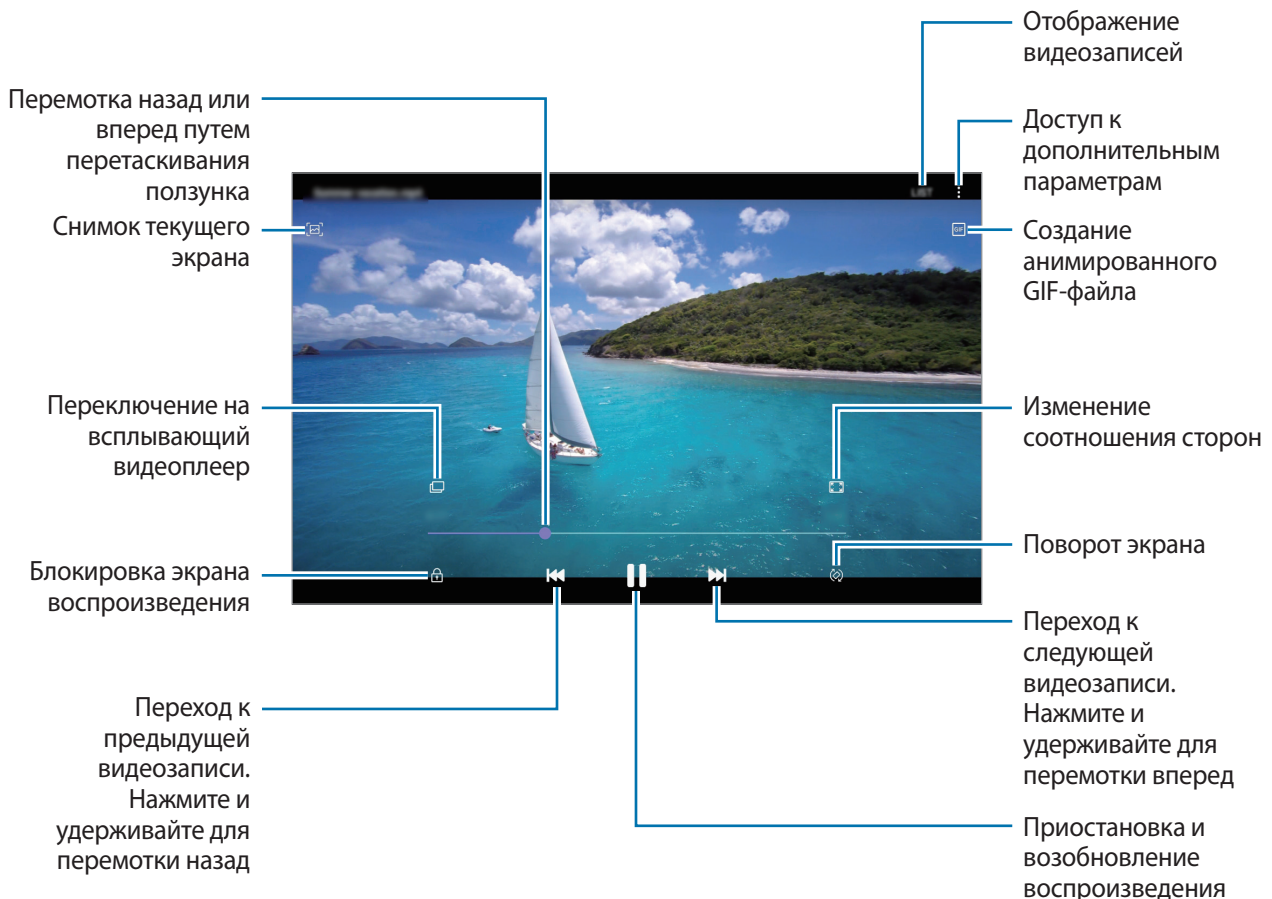 Отображение
видеозаписей
Перемотка назад или
вперед путем
перетаскивания
ползунка
Доступ к
дополнительным
параметрам
LIST
Снимок текущего
экрана
GIF
Создание
анимированного
GIF-файла
Переключение на
всплывающий
видеоплеер
Изменение
соотношения сторон
Блокировка экрана
воспроизведения
Поворот экрана
Переход к
предыдущей
видеозаписи.
Нажмите и
удерживайте для
перемотки назад
Переход к
следующей
видеозаписи.
Нажмите и
удерживайте для
перемотки вперед
Приостановка и
возобновление
воспроизведения